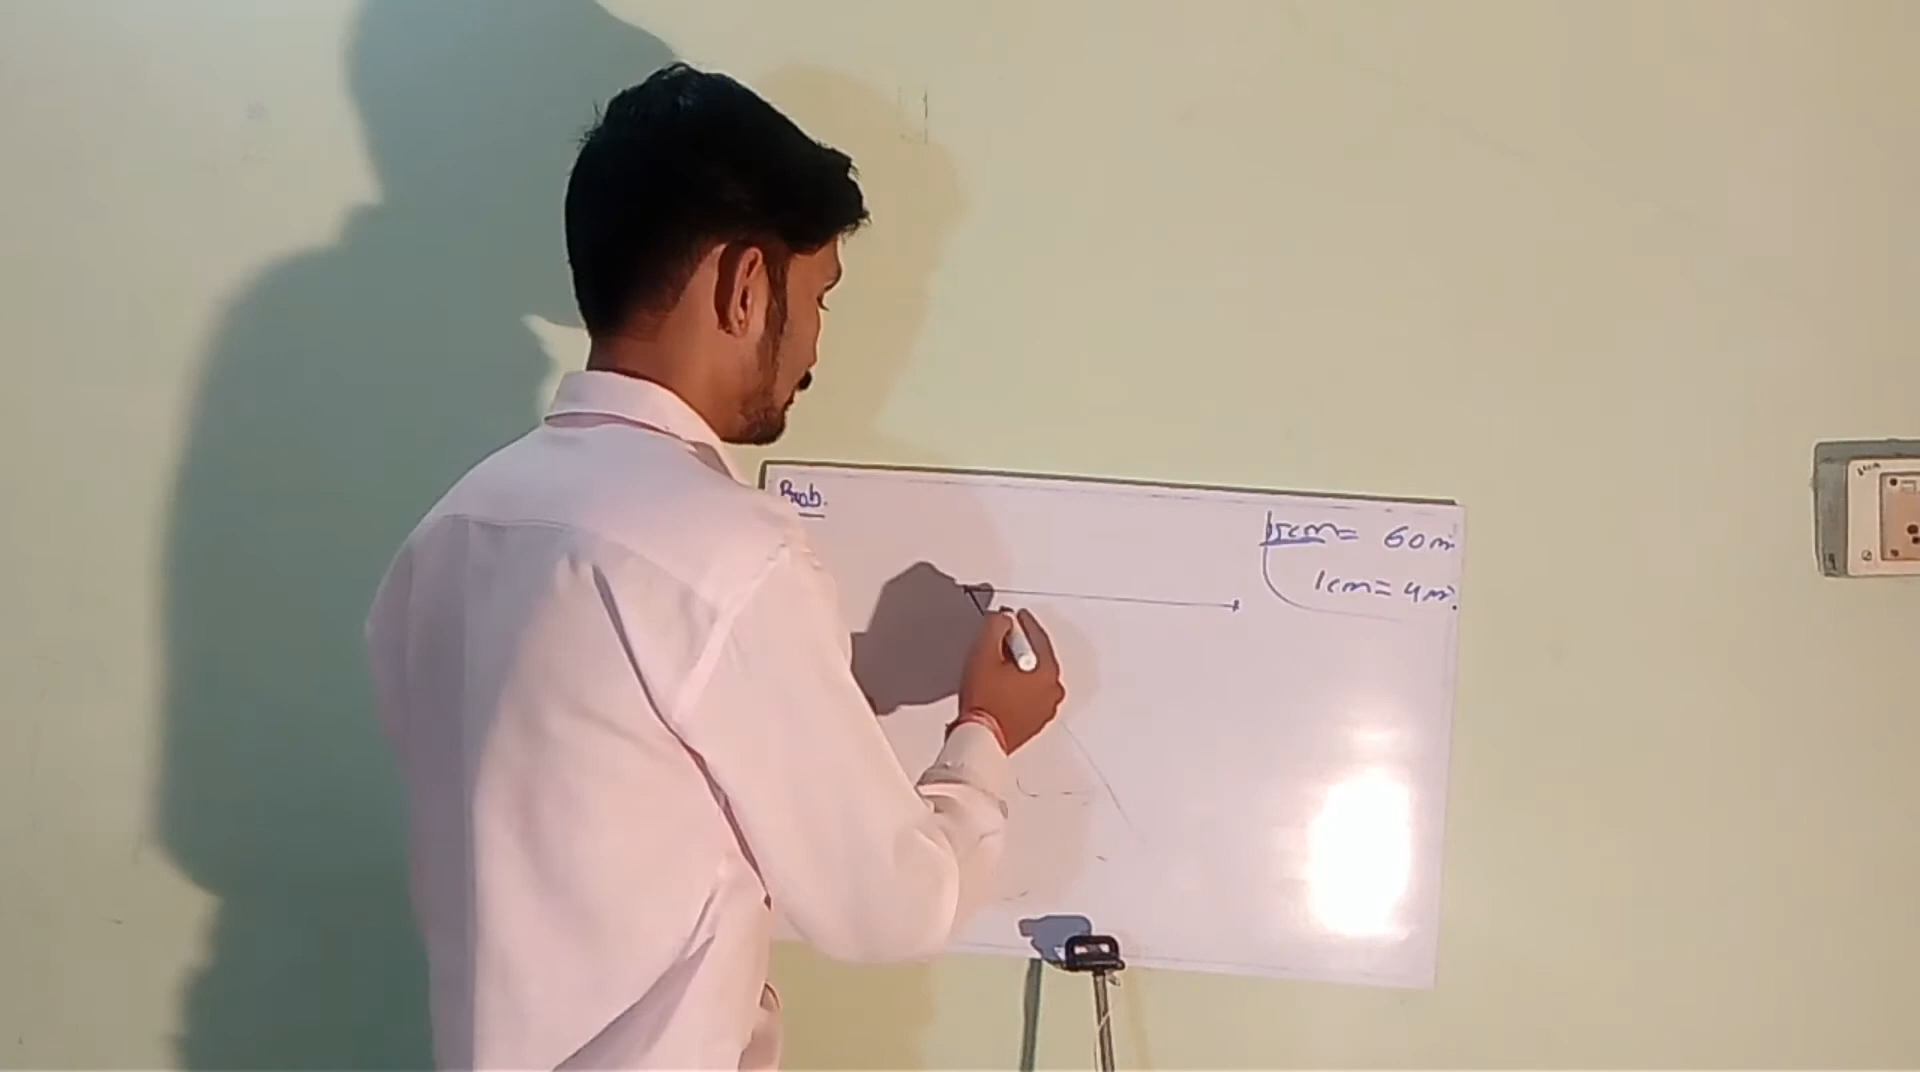 Prob.
15cm = 60m
1cm = 4m.